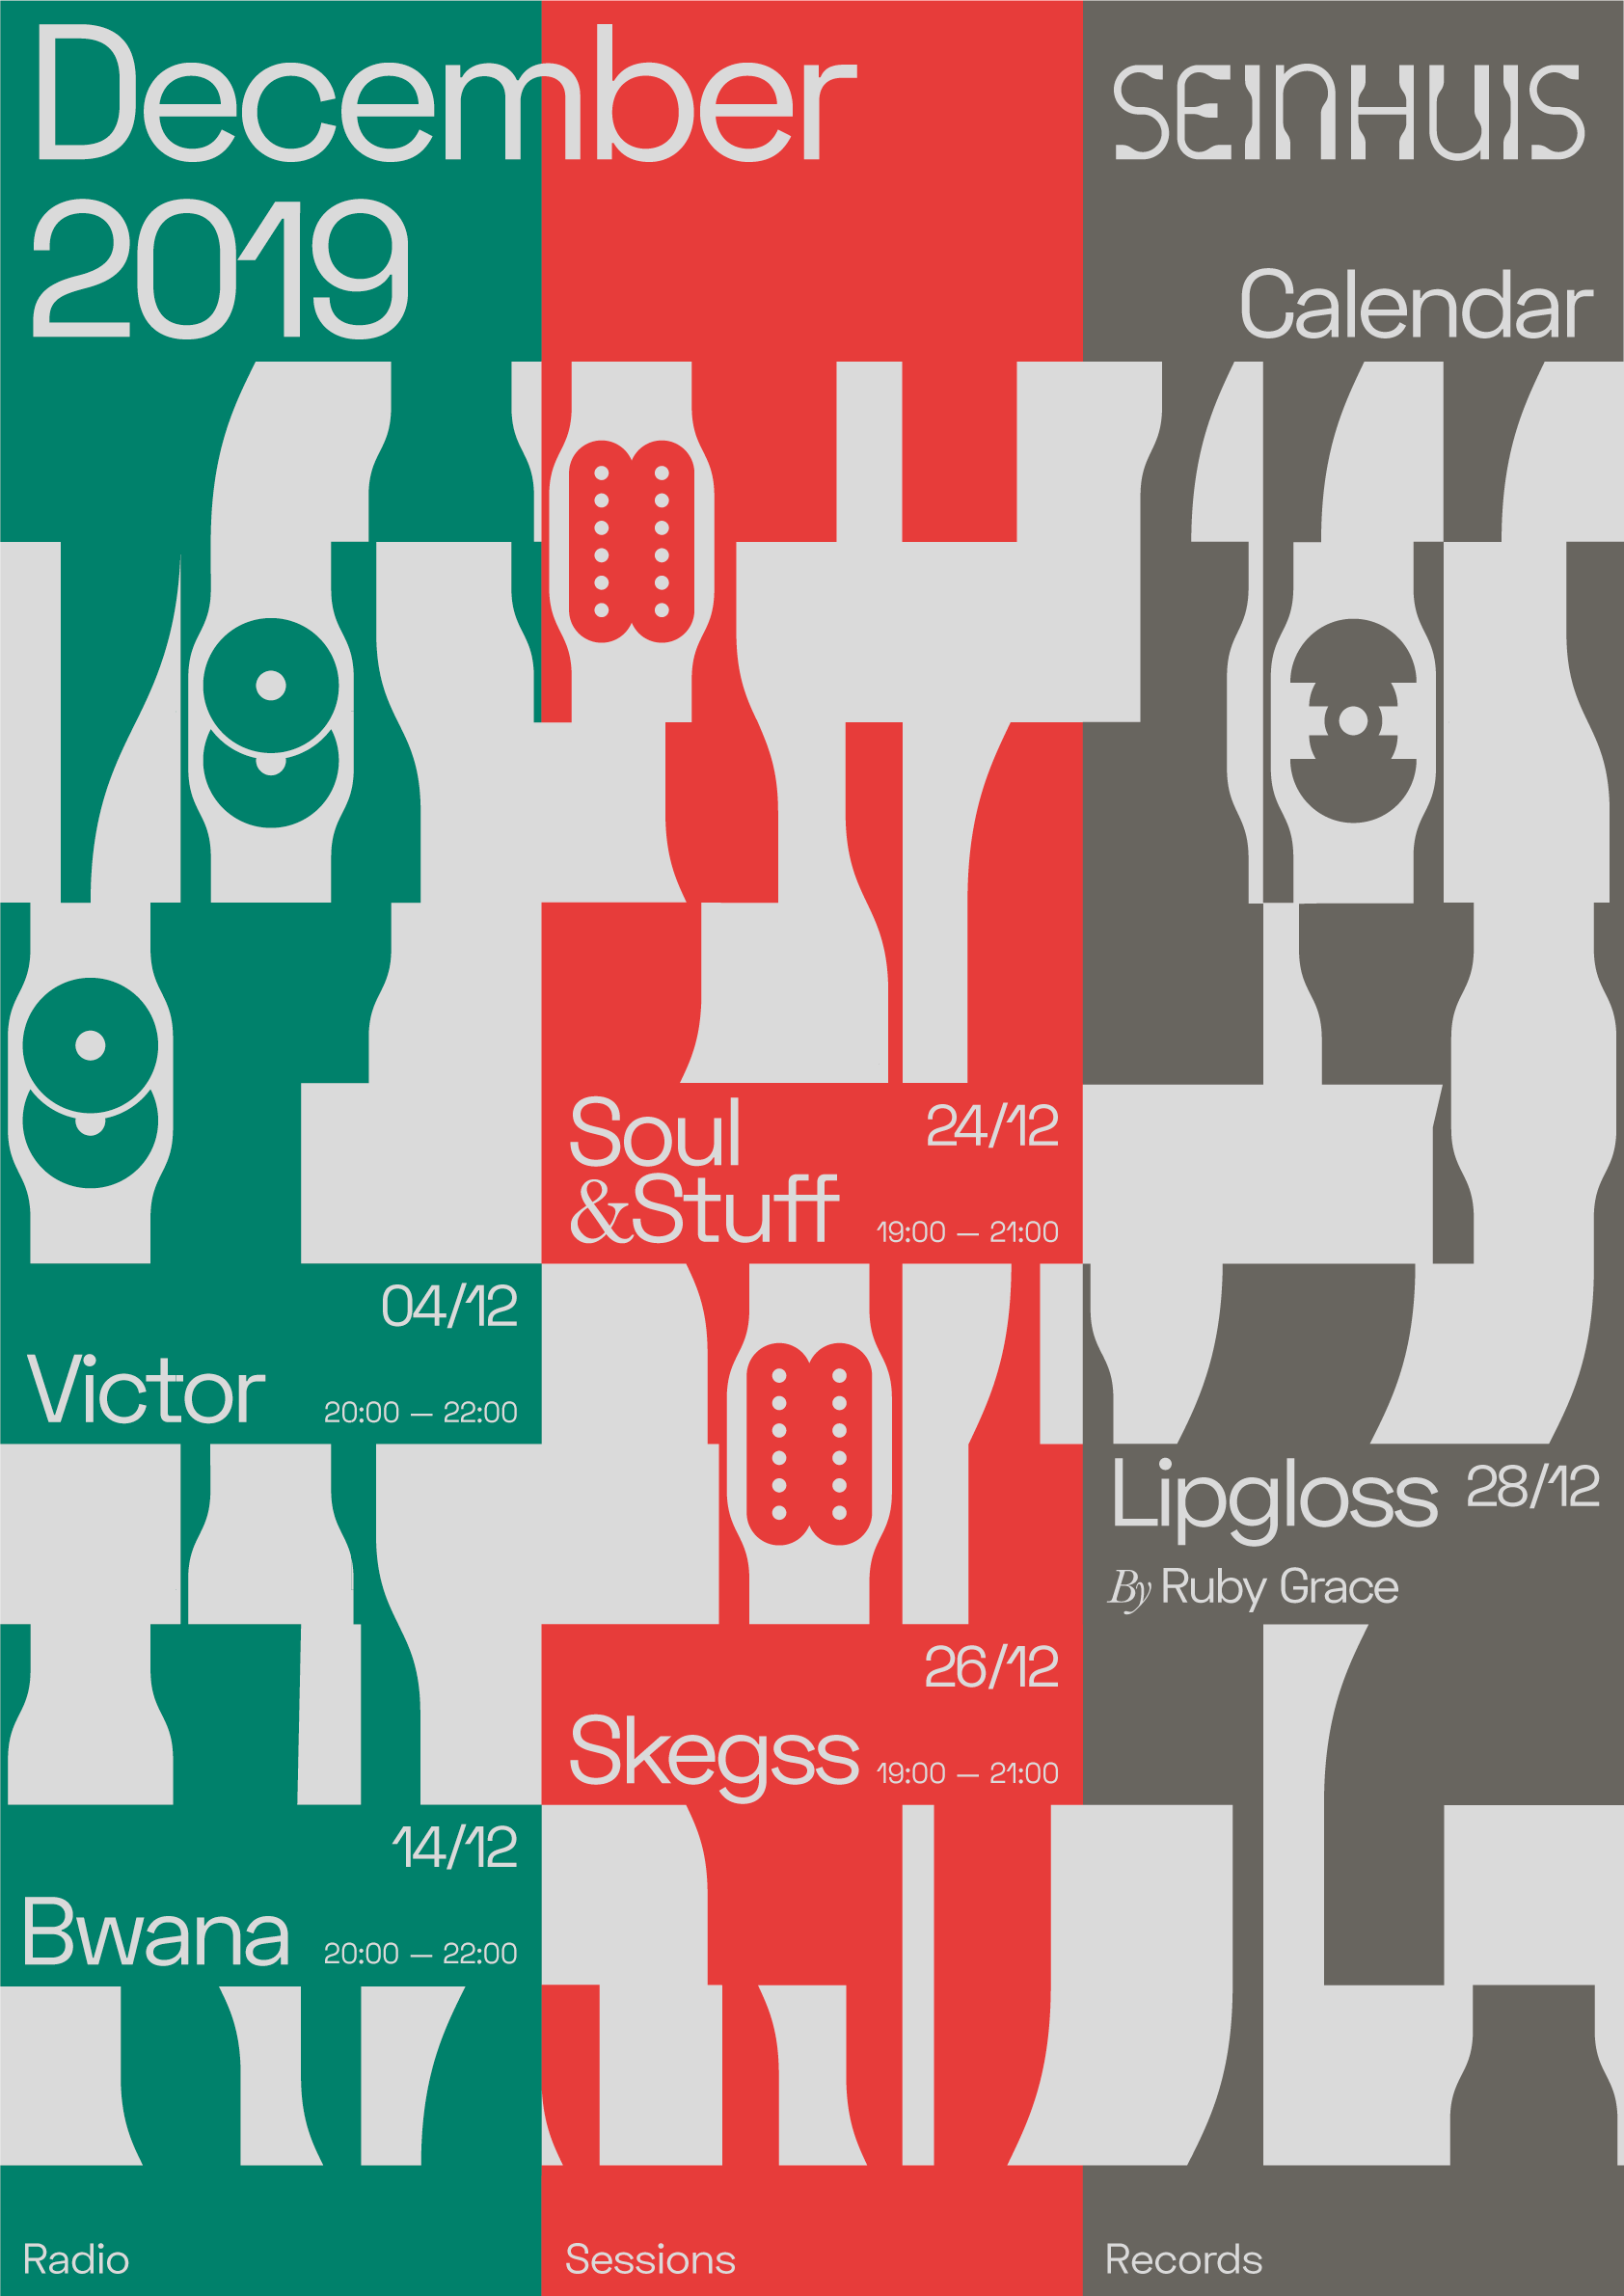 December
2019
SEINHUIS
Calendar
Soul
&Stuff
24/12
19:00 — 21:00
04/12
Victor
20:00 — 22:00
Lipgloss
28/12
By Ruby Grace
26/12
Skegss
19:00 — 21:00
14/12
Bwana
20:00 — 22:00
Radio
Sessions
Records